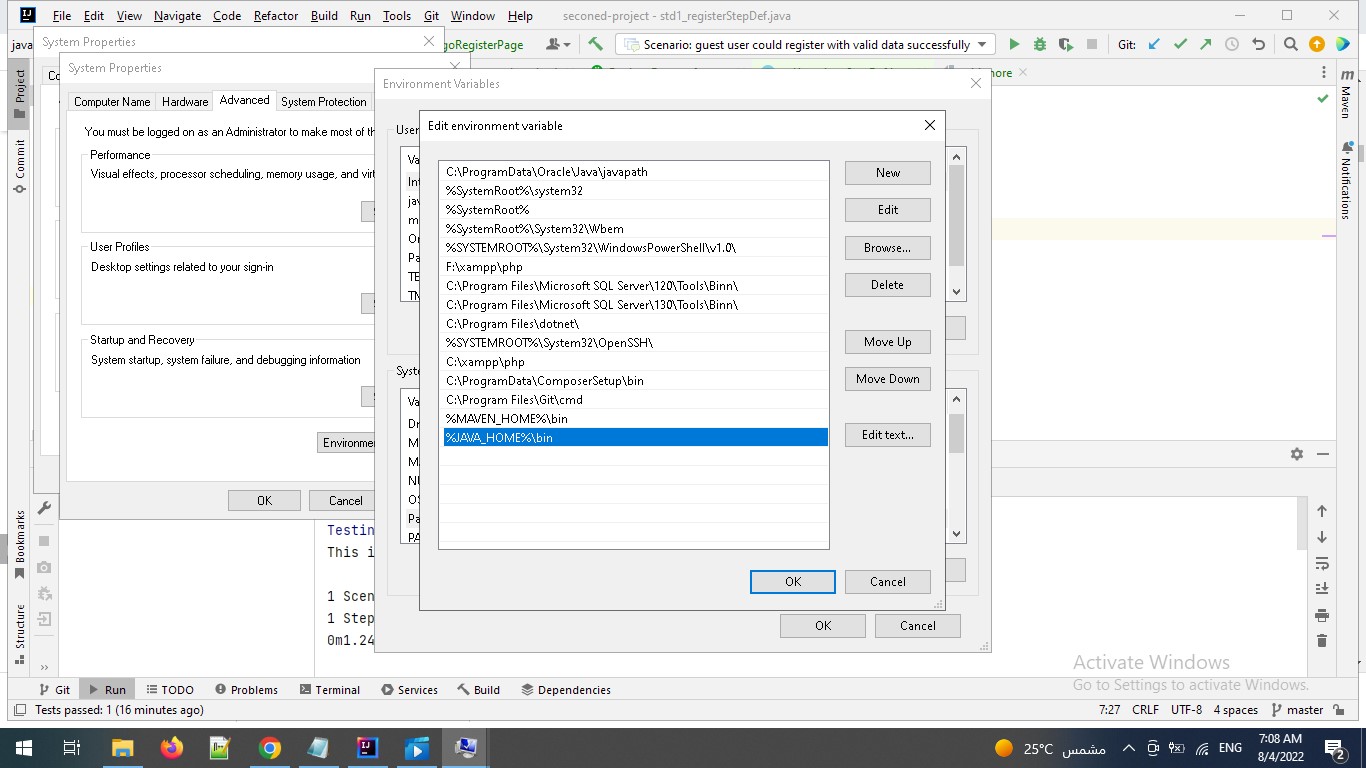 File Edit View Navigate Code Refactor Build Run Tools Git Window Help seconed-project - std1_registerStepDef.java
java
System Properties
goRegisterPage
Scenario: guest user could register with valid data successfully
Git:
System Properties
Environment Variables
more
Computer Name Hardware Advanced System Protection
You must be logged on as an Administrator to make most of th
Performance
Visual effects, processor scheduling, memory usage, and virt
User Profiles
Desktop settings related to your sign-in
Startup and Recovery
System startup, system failure, and debugging information
Environmen
OK Cancel
User
Va
Int
jav
m
Or
Pa
TE
TM
Syste
Va
Dr
M
M
NU
OS
Pa
PA
Edit environment variable
C:\ProgramData\Oracle\Java\javapath
%SystemRoot%\system32
%SystemRoot%
%SystemRoot%\System32\Wbem
%SYSTEMROOT%\System32\WindowsPowerShell\v1.0\
F:\xampp\php
C:\Program Files\Microsoft SQL Server\120\Tools\Binn\
C:\Program Files\Microsoft SQL Server\130\Tools\Binn\
C:\Program Files\dotnet\
%SYSTEMROOT%\System32\OpenSSH\
C:\xampp\php
C:\ProgramData\ComposerSetup\bin
C:\Program Files\Git\cmd
%MAVEN_HOME%\bin
%JAVA_HOME%\bin
New
Edit
Browse...
Delete
Move Up
Move Down
Edit text...
OK Cancel
OK Cancel
Project
Commit
Bookmarks
Structure
Maven
Notifications
Testin
This i
1 Scen
1 Step
0m1.24
Activate Windows
Go to Settings to activate Windows.
Git Run TODO Problems Terminal Services Build Dependencies
Tests passed: 1 (16 minutes ago) 7:27 CRLF UTF-8 4 spaces master
25°C مشمس ENG 7:08 AM
8/4/2022
2